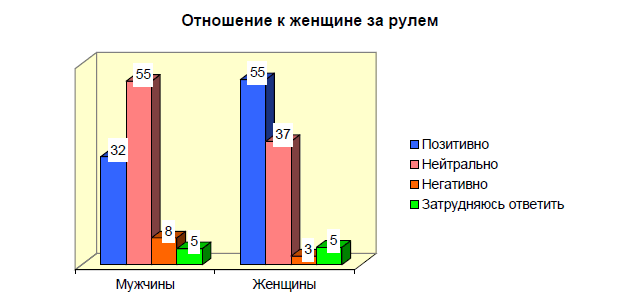 Отношение к женщине за рулем
55
55
32
37
8
5
3
5
Позитивно
Нейтрально
Негативно
Затрудняюсь ответить
Мужчины
Женщины